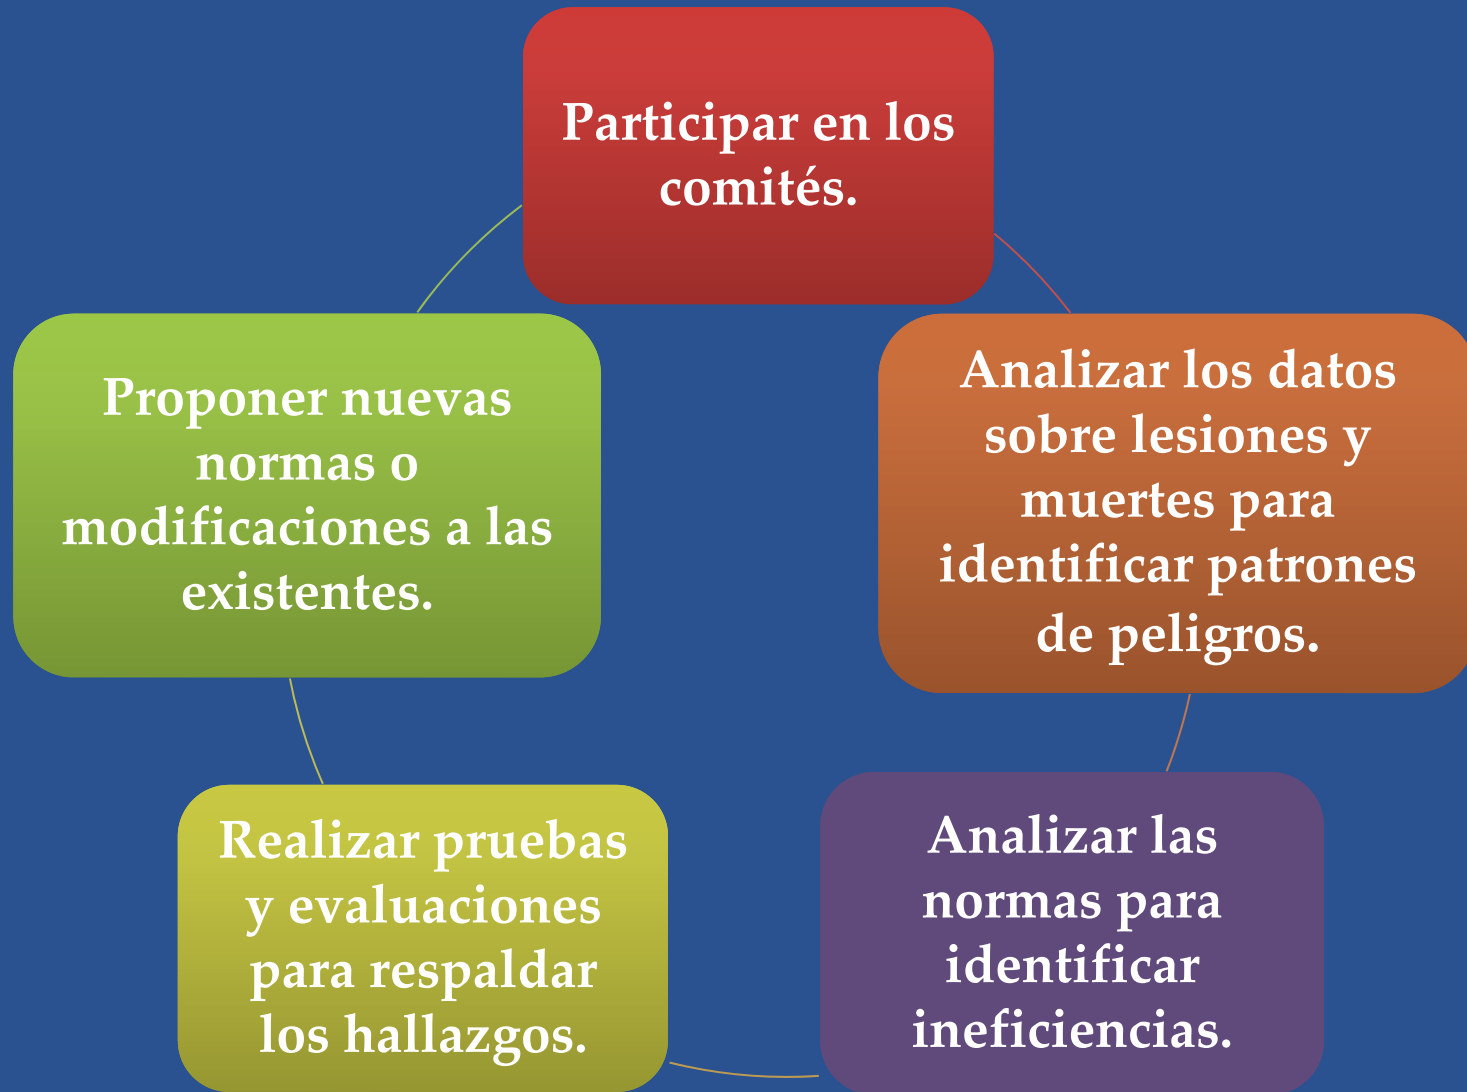 Participar en los
comités.
Analizar los datos
sobre lesiones y
muertes para
identificar patrones
de peligros.
Analizar las
normas para
identificar
ineficiencias.
Realizar pruebas
y evaluaciones
para respaldar
los hallazgos.
Proponer nuevas
normas o
modificaciones a las
existentes.